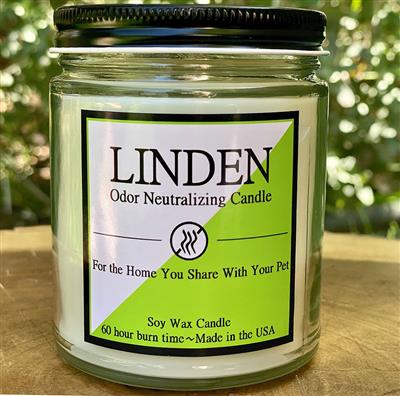 LINDEN
Odor Neutralizing Candle
For the Home You Share With Your Pet
Soy Wax Candle
60 hour burn time~Made in the USA